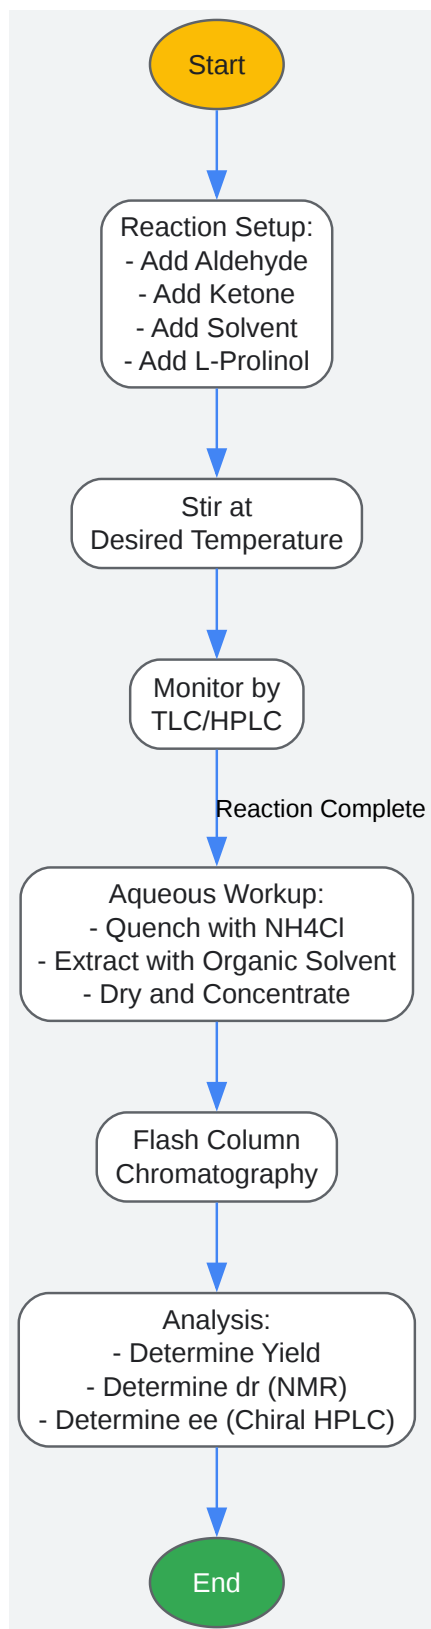 Start
Reaction Setup:
- Add Aldehyde
- Add Ketone
- Add Solvent
- Add L-Prolinol
Stir at
Desired Temperature
Monitor by
TLC/HPLC
Reaction Complete
Aqueous Workup:
- Quench with NH4Cl
- Extract with Organic Solvent
- Dry and Concentrate
Flash Column
Chromatography
Analysis:
- Determine Yield
- Determine dr (NMR)
- Determine ee (Chiral HPLC)
End